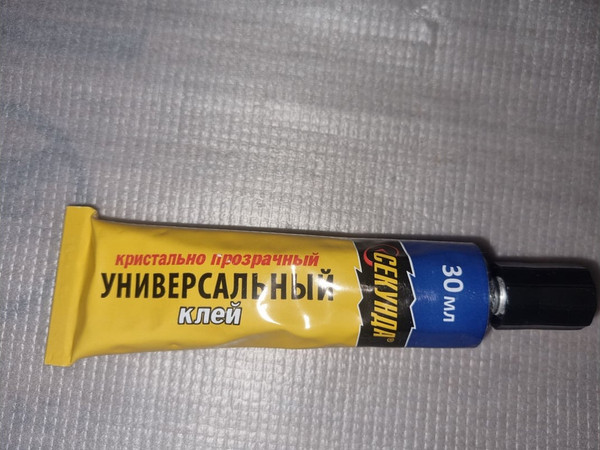 кристально прозрачный
УНИВЕРСАЛЬНЫЙ
клей
СЕКУНДА®
30 мл